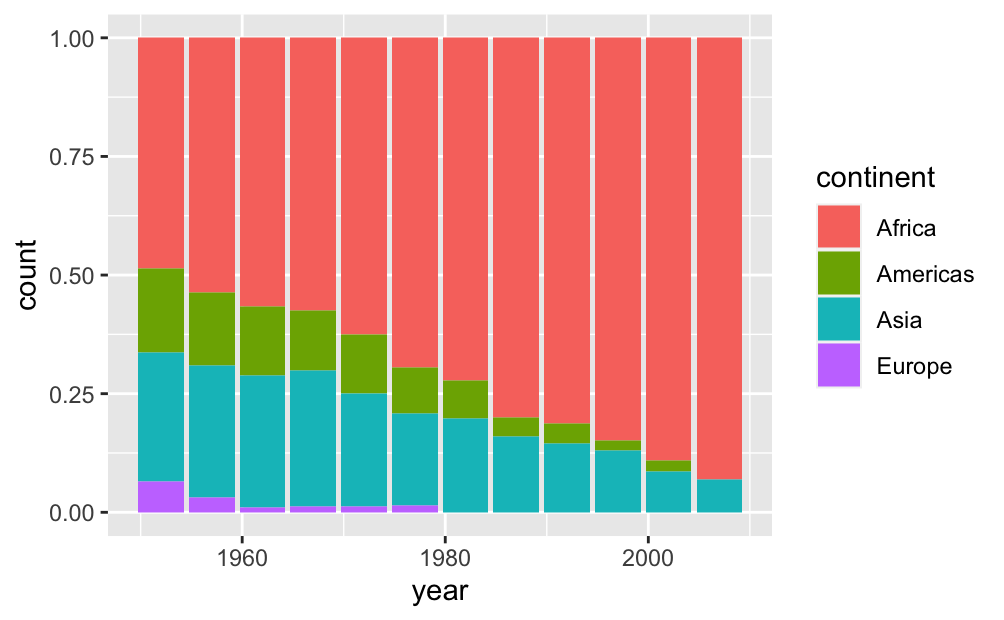 1.00
0.75
0.50
0.25
0.00
count
1960 1980 2000
year
continent
Africa
Americas
Asia
Europe